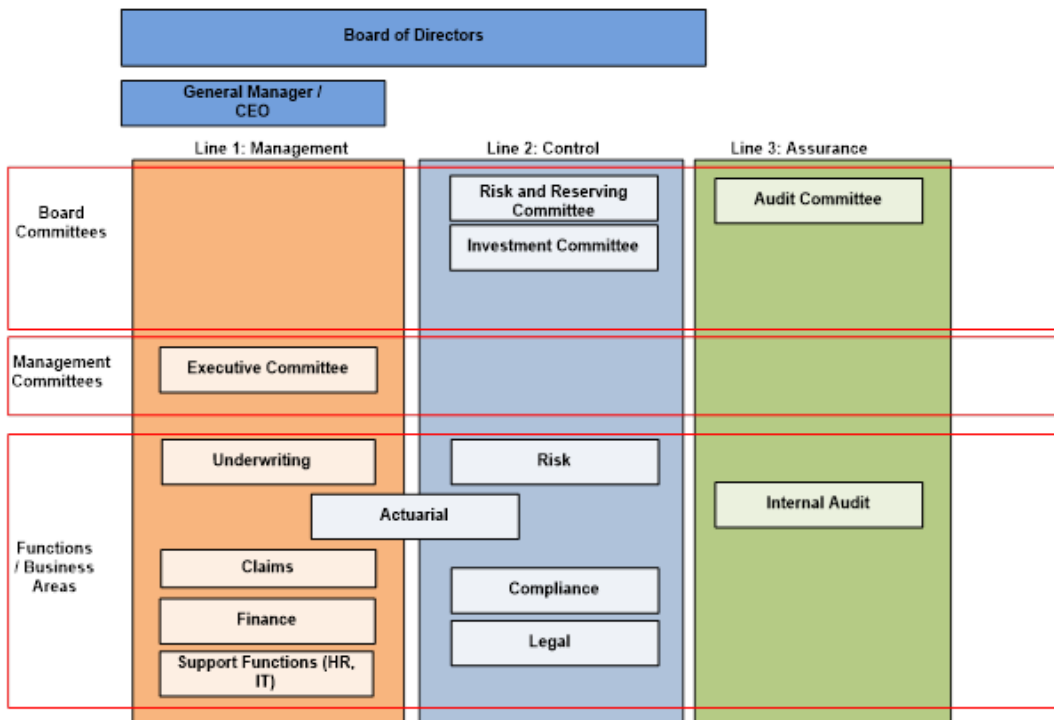 Board of Directors
General Manager /
CEO
Line 1: Management
Line 2: Control
Line 3: Assurance
Board
Committees
Risk and Reserving
Committee
Audit Committee
Investment Committee
Management
Committees
Executive Committee
Underwriting
Risk
Internal Audit
Actuarial
Functions
/ Business
Areas
Claims
Compliance
Finance
Legal
Support Functions (HR,
IT)